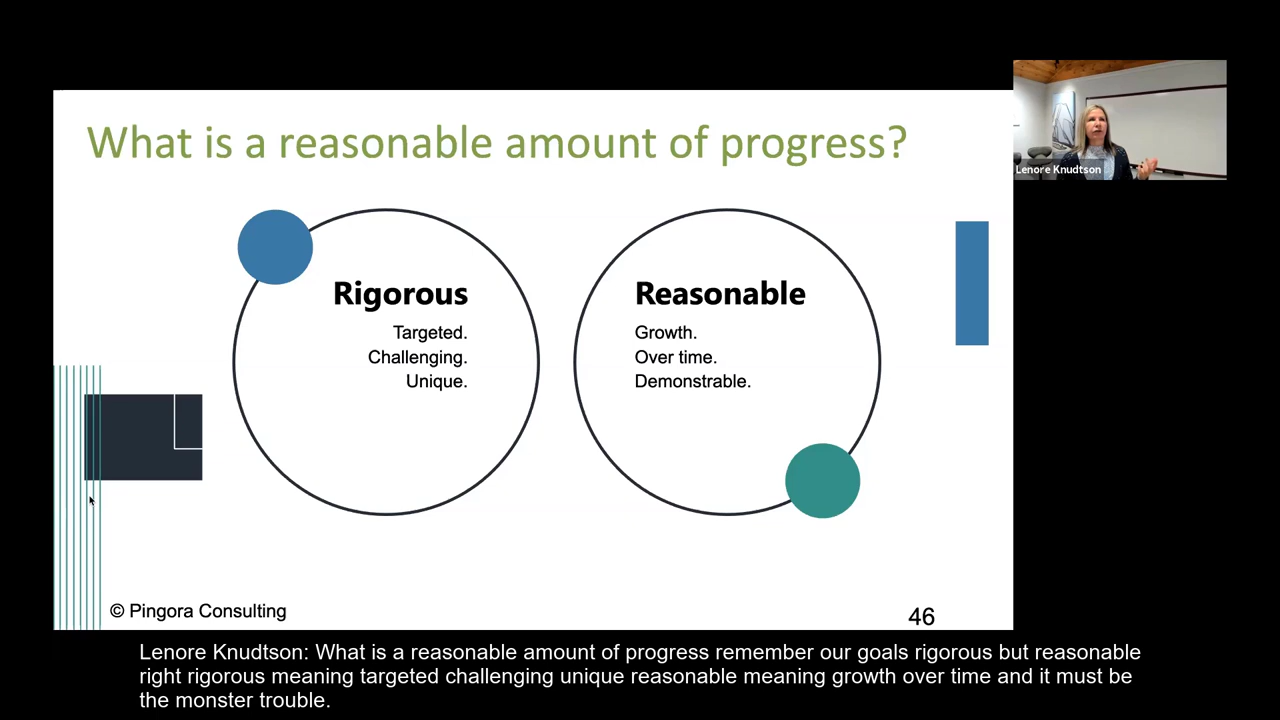 What is a reasonable amount of progress?
Lenore Knudtson
Rigorous
Targeted.
Challenging.
Unique.
Reasonable
Growth.
Over time.
Demonstrable.
© Pingora Consulting
46
Lenore Knudtson: What is a reasonable amount of progress remember our goals rigorous but reasonable
right rigorous meaning targeted challenging unique reasonable meaning growth over time and it must be
the monster trouble.